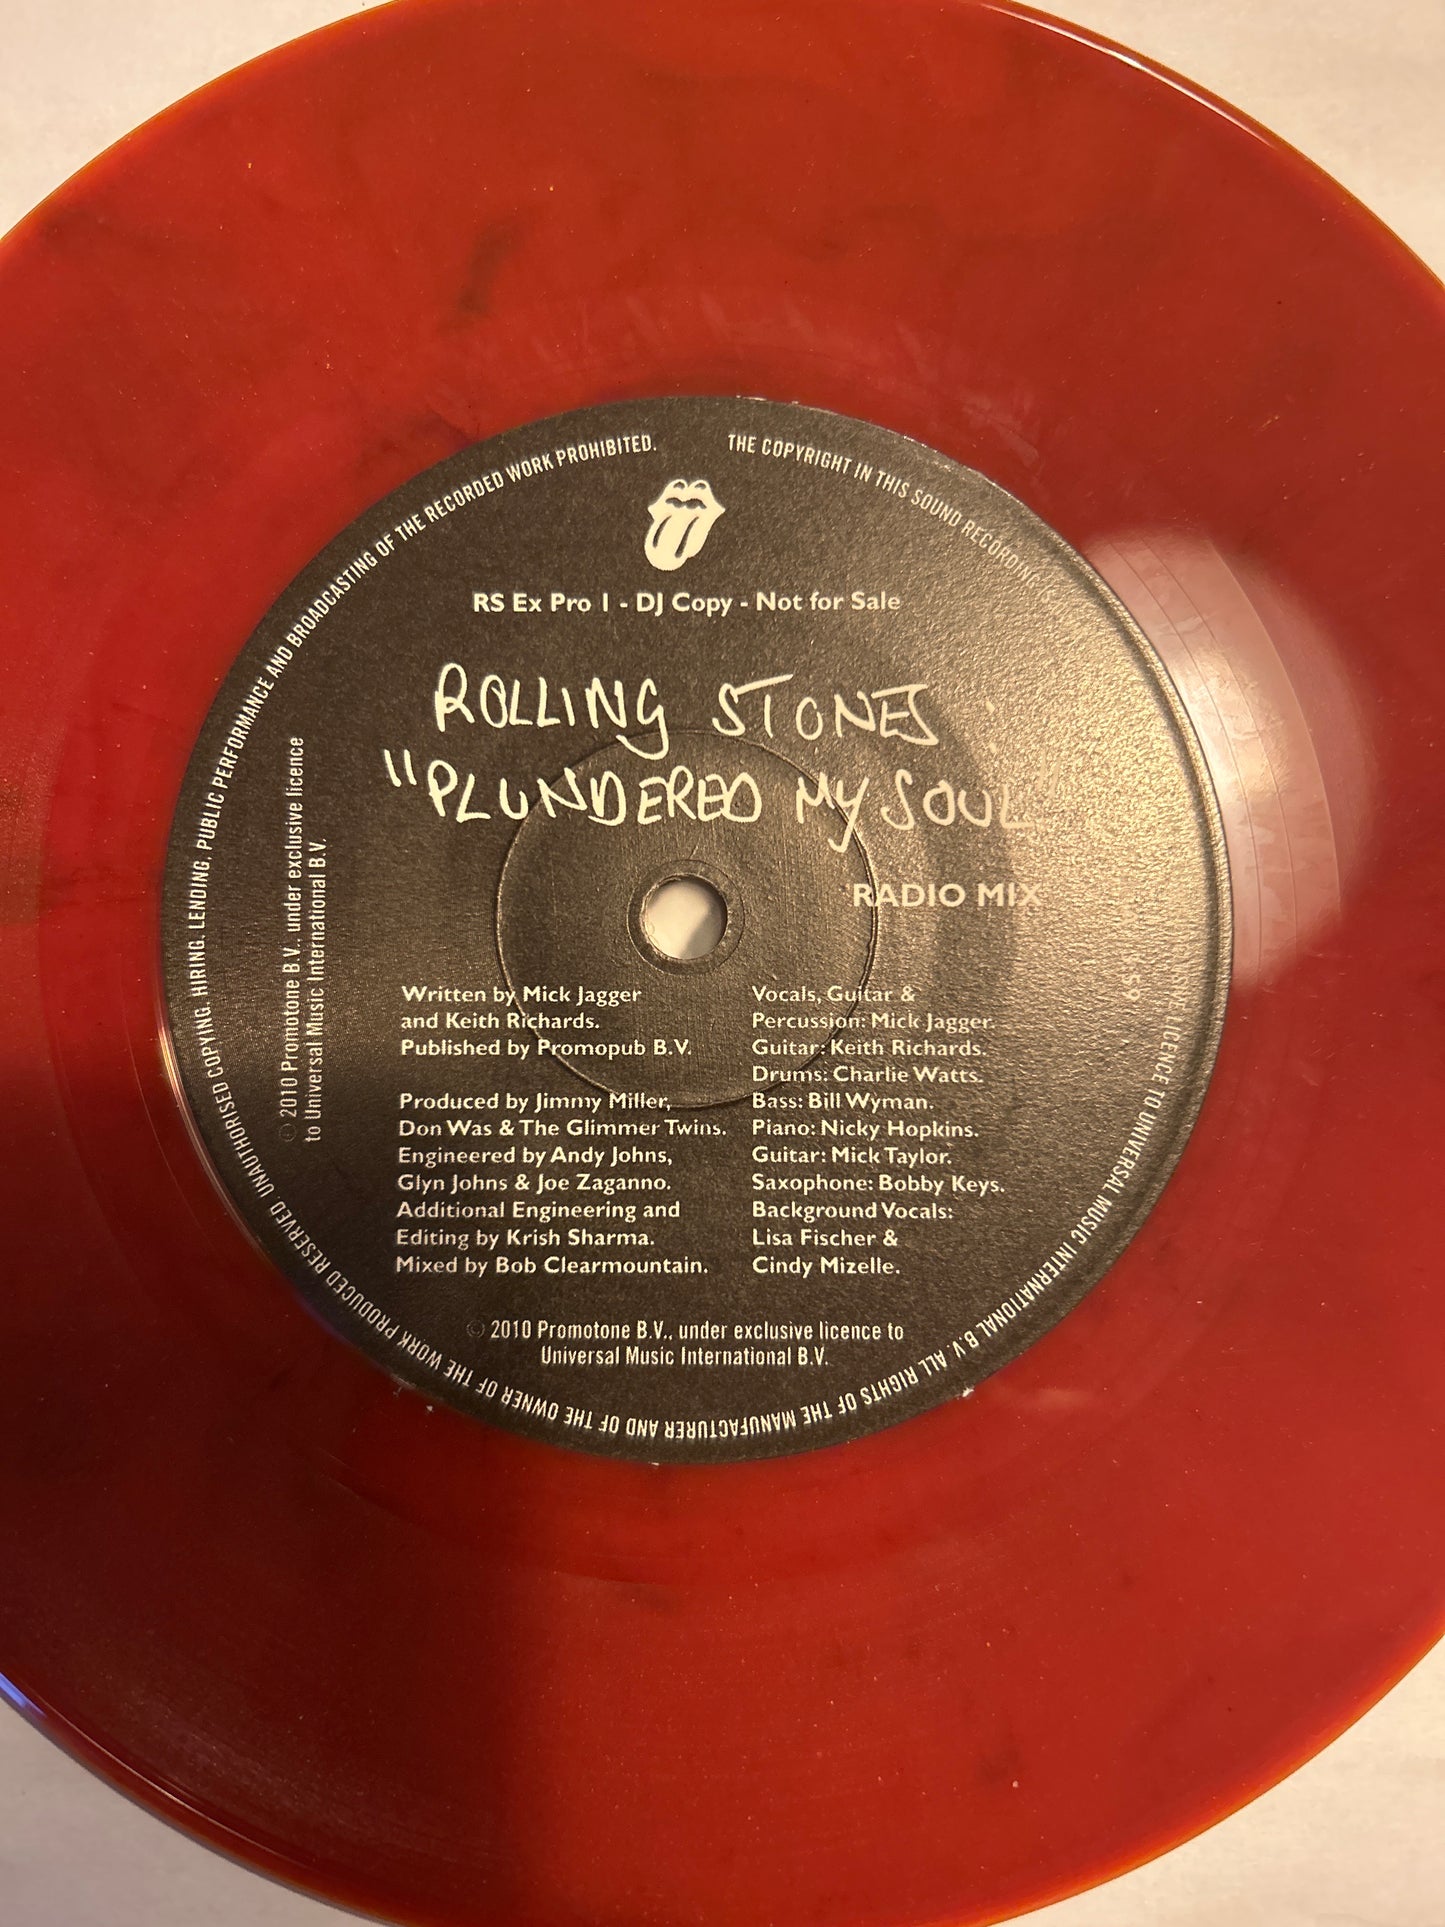 THE COPYRIGHT IN THIS SOUND RECORDING IS
SIVE LICENCE TO UNIVERSAL MUSIC INTERNATIONAL B.V. ALL RIGHTS OF THE MANUFACTURER AND OF THE OWNER OF THE WORK PRODUCED RESERVED. UNAUTHORISED COPYING, HIRING, LENDING, PUBLIC PERFORMANCE AND BROADCASTING OF THE RECORDED WORK PROHIBITED.
RS Ex Pro 1 - DJ Copy - Not for Sale
ROLLING STONES :
"PLUNDERED MY SOUL"
RADIO MIX
℗ 2010 Promotone B.V., under exclusive licence
to Universal Music International B.V.
Written by Mick Jagger
and Keith Richards.
Published by Promopub B.V.
Produced by Jimmy Miller,
Don Was & The Glimmer Twins.
Engineered by Andy Johns,
Glyn Johns & Joe Zaganno.
Additional Engineering and
Editing by Krish Sharma.
Mixed by Bob Clearmountain.
Vocals, Guitar &
Percussion: Mick Jagger.
Guitar: Keith Richards.
Drums: Charlie Watts.
Bass: Bill Wyman.
Piano: Nicky Hopkins.
Guitar: Mick Taylor.
Saxophone: Bobby Keys.
Background Vocals:
Lisa Fischer &
Cindy Mizelle.
© 2010 Promotone B.V., under exclusive licence to
Universal Music International B.V.